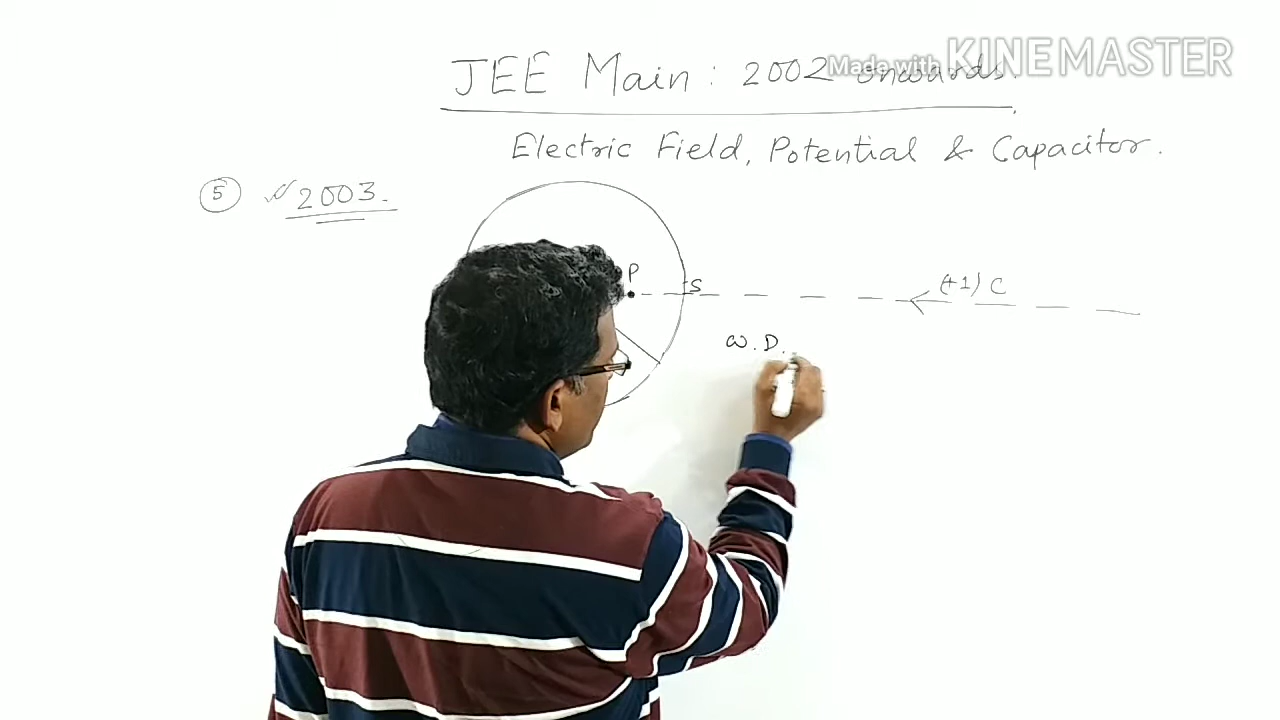 JEE Main : 2002 onwards.
Made with KINEMASTER
Electric Field, Potential & Capacitor.
5 2003.
P
S
(+1) C
W.D.